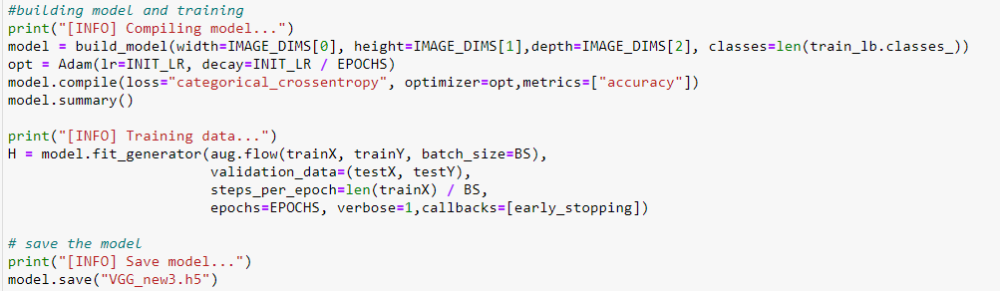 #building model and training
print("[INFO] Compiling model...")
model = build_model(width=IMAGE_DIMS[0], height=IMAGE_DIMS[1],depth=IMAGE_DIMS[2], classes=len(train_lb.classes_))
opt = Adam(lr=INIT_LR, decay=INIT_LR / EPOCHS)
model.compile(loss="categorical_crossentropy", optimizer=opt,metrics=["accuracy"])
model.summary()

print("[INFO] Training data...")
H = model.fit_generator(aug.flow(trainX, trainY, batch_size=BS),
                        validation_data=(testX, testY),
                        steps_per_epoch=len(trainX) / BS,
                        epochs=EPOCHS, verbose=1,callbacks=[early_stopping])

# save the model
print("[INFO] Save model...")
model.save("VGG_new3.h5")